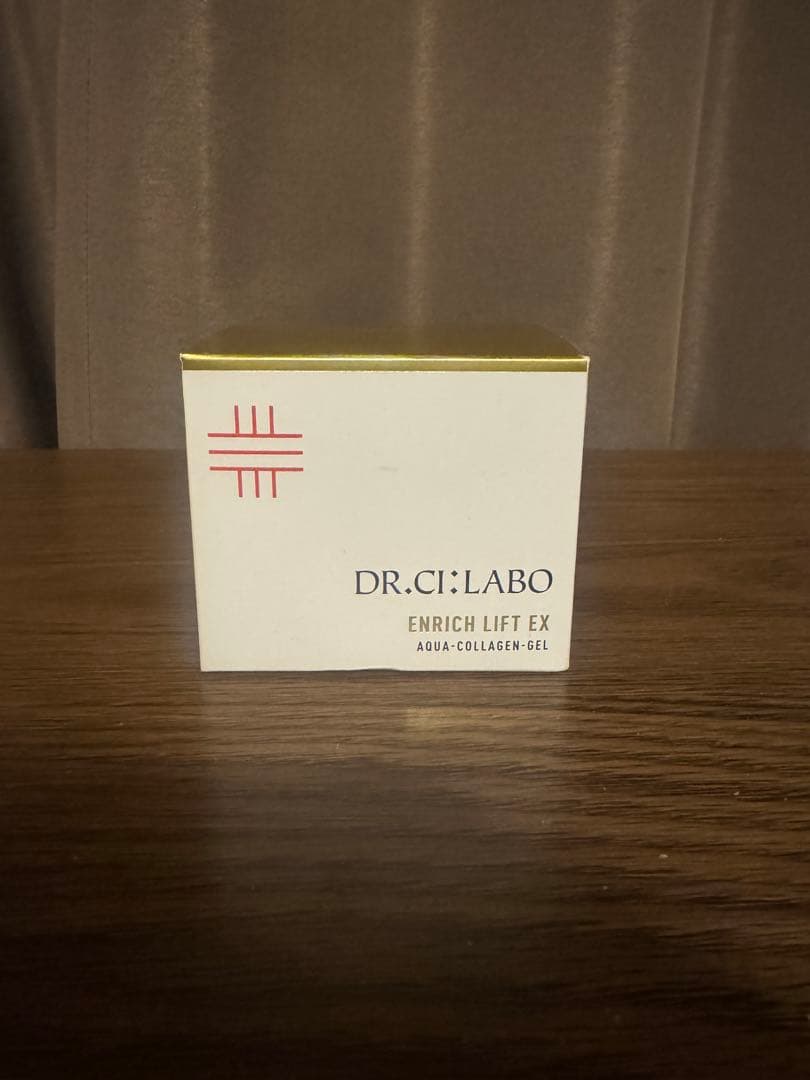 DR.CI:LABO
ENRICH LIFT EX
AQUA-COLLAGEN-GEL